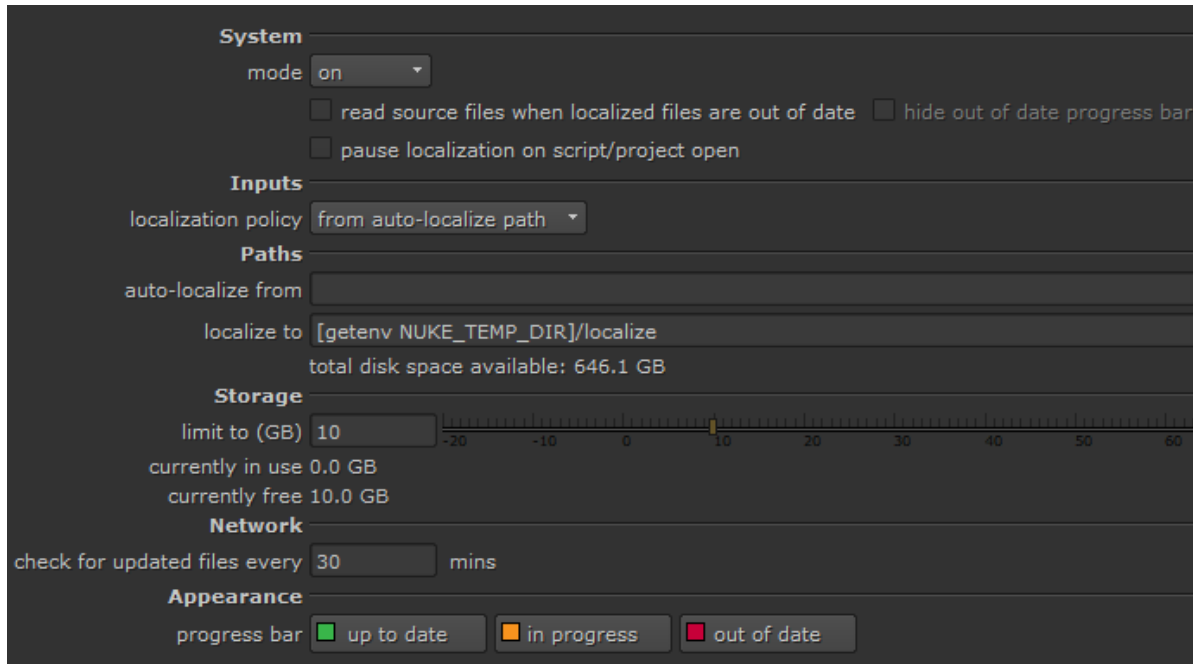 System
mode on
read source files when localized files are out of date hide out of date progress bar
pause localization on script/project open
Inputs
localization policy from auto-localize path
Paths
auto-localize from
localize to [getenv NUKE_TEMP_DIR]/localize
total disk space available: 646.1 GB
Storage
limit to (GB) 10
-20 -10 0 10 20 30 40 50 60
currently in use 0.0 GB
currently free 10.0 GB
Network
check for updated files every 30 mins
Appearance
progress bar up to date in progress out of date